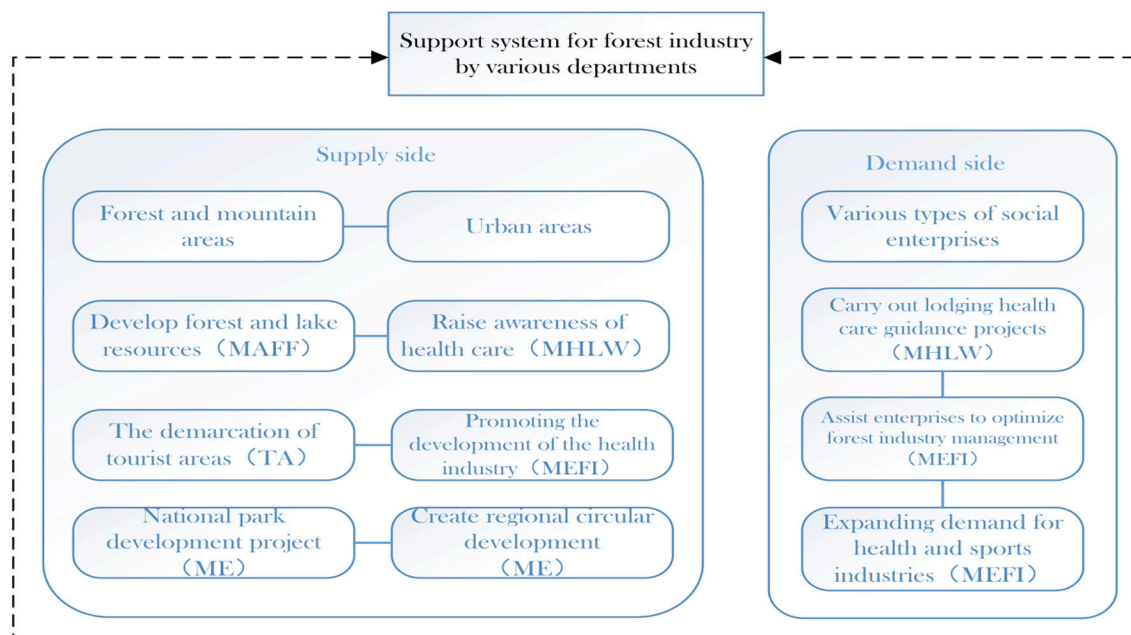 Support system for forest industry
by various departments
Supply side
Forest and mountain
areas
Urban areas
Develop forest and lake
resources（MAFF）
Raise awareness of
health care（MHLW）
The demarcation of
tourist areas（TA）
Promoting the
development of the health
industry（MEFI）
National park
development project
（ME）
Create regional circular
development
（ME）
Demand side
Various types of social
enterprises
Carry out lodging health
care guidance projects
（MHLW）
Assist enterprises to optimize
forest industry management
（MEFI）
Expanding demand for
health and sports
industries（MEFI）